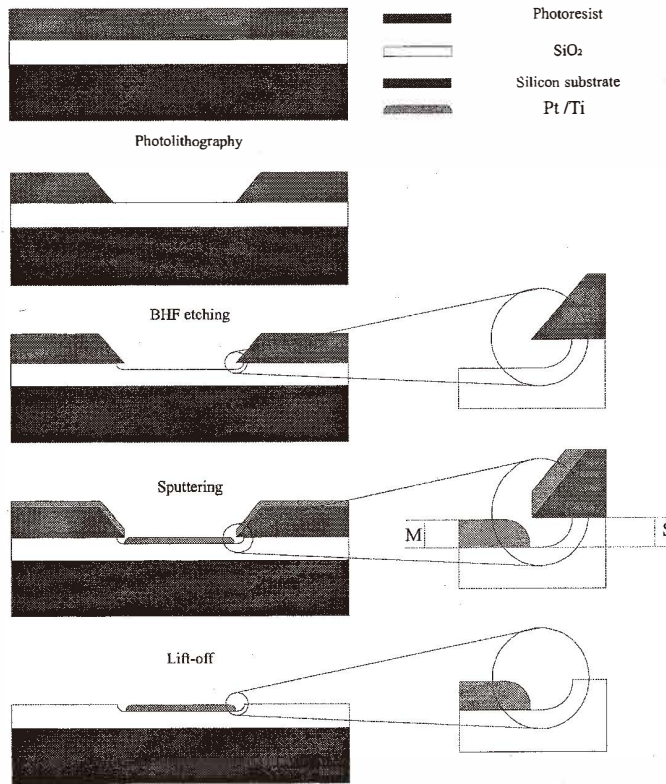 Photoresist
SiO₂
Silicon substrate
Pt /Ti
Photolithography
BHF etching
Sputtering
M
S
Lift-off